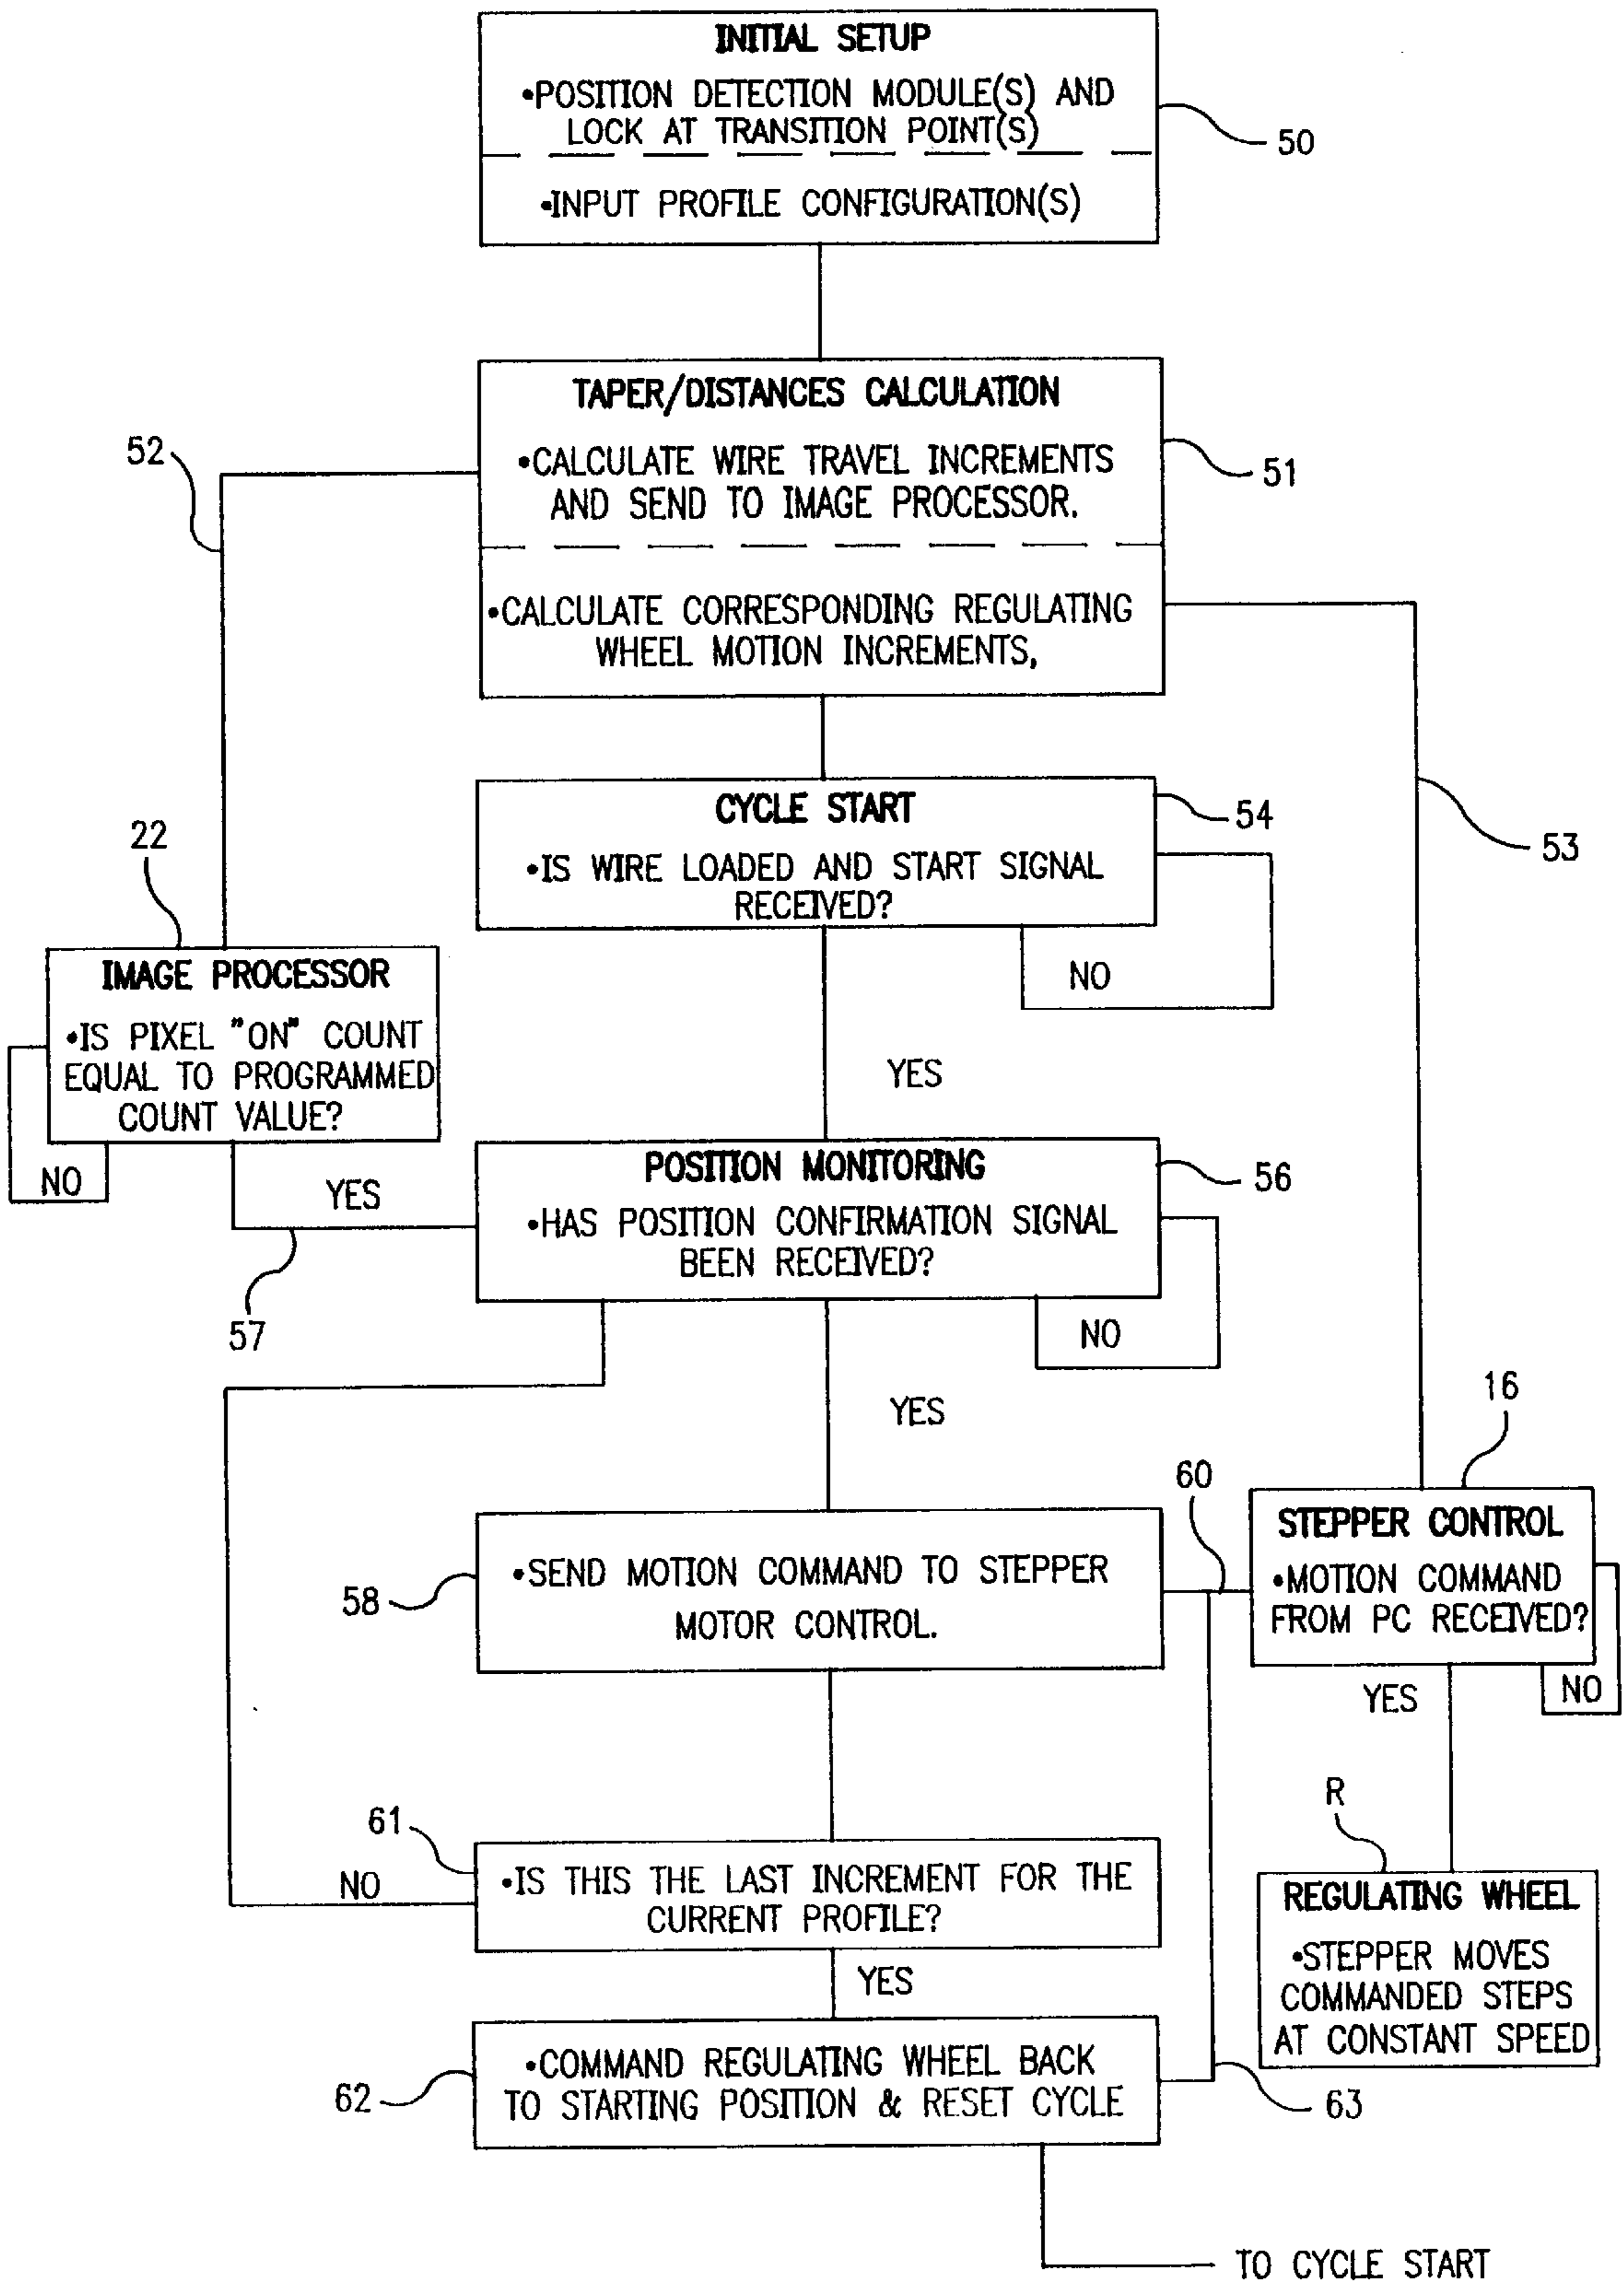 INITIAL SETUP
•POSITION DETECTION MODULE(S) AND
LOCK AT TRANSITION POINT(S)
50
•INPUT PROFILE CONFIGURATION(S)
TAPER/DISTANCES CALCULATION
52
•CALCULATE WIRE TRAVEL INCREMENTS
AND SEND TO IMAGE PROCESSOR.
51
•CALCULATE CORRESPONDING REGULATING
WHEEL MOTION INCREMENTS,
53
CYCLE START
54
•IS WIRE LOADED AND START SIGNAL
RECEIVED?
NO
YES
22
IMAGE PROCESSOR
•IS PIXEL "ON" COUNT
EQUAL TO PROGRAMMED
COUNT VALUE?
NO
YES
57
POSITION MONITORING
56
•HAS POSITION CONFIRMATION SIGNAL
BEEN RECEIVED?
NO
YES
16
60
STEPPER CONTROL
•MOTION COMMAND
FROM PC RECEIVED?
NO
YES
58
•SEND MOTION COMMAND TO STEPPER
MOTOR CONTROL.
R
REGULATING WHEEL
•STEPPER MOVES
COMMANDED STEPS
AT CONSTANT SPEED
61
NO
•IS THIS THE LAST INCREMENT FOR THE
CURRENT PROFILE?
YES
62
•COMMAND REGULATING WHEEL BACK
TO STARTING POSITION & RESET CYCLE
63
TO CYCLE START